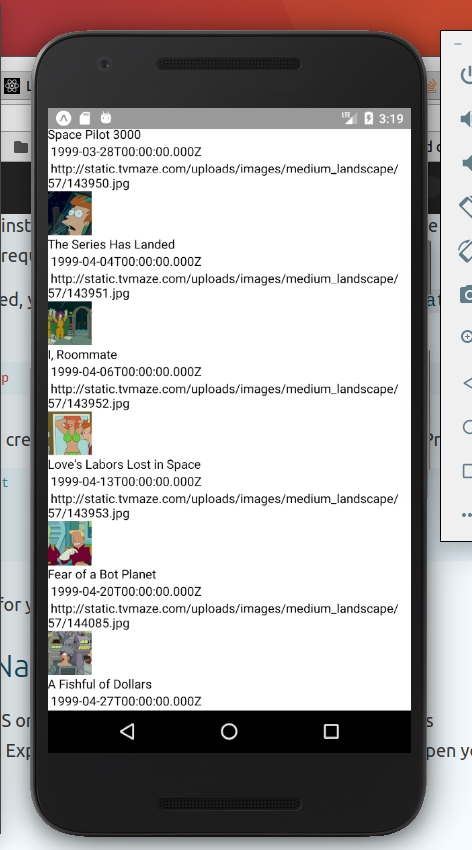 LTE 3:19
Space Pilot 3000
1999-03-28T00:00:00.000Z
http://static.tvmaze.com/uploads/images/medium_landscape/
57/143950.jpg
The Series Has Landed
1999-04-04T00:00:00.000Z
http://static.tvmaze.com/uploads/images/medium_landscape/
57/143951.jpg
I, Roommate
1999-04-06T00:00:00.000Z
http://static.tvmaze.com/uploads/images/medium_landscape/
57/143952.jpg
Love's Labors Lost in Space
1999-04-13T00:00:00.000Z
http://static.tvmaze.com/uploads/images/medium_landscape/
57/143953.jpg
Fear of a Bot Planet
1999-04-20T00:00:00.000Z
http://static.tvmaze.com/uploads/images/medium_landscape/
57/144085.jpg
A Fishful of Dollars
1999-04-27T00:00:00.000Z